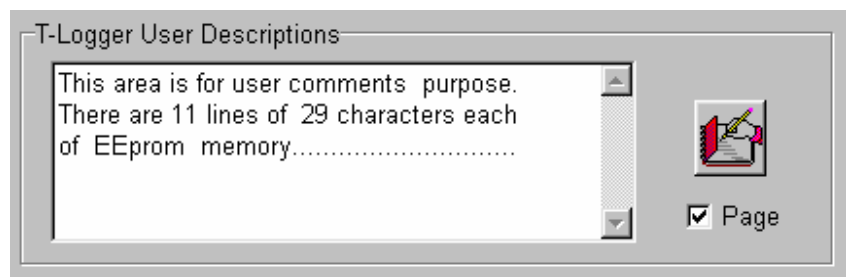 T-Logger User Descriptions
This area is for user comments  purpose.
There are 11 lines of  29 characters each
of  EEprom  memory.............................
Page